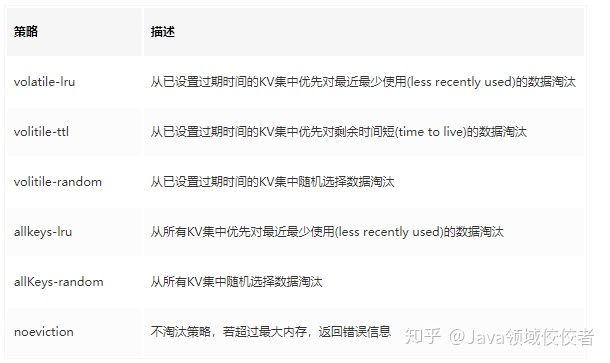 策略 描述
volatile-lru 从已设置过期时间的KV集中优先对最近最少使用(less recently used)的数据淘汰
volitile-ttl 从已设置过期时间的KV集中优先对剩余时间短(time to live)的数据淘汰
volitile-random 从已设置过期时间的KV集中随机选择数据淘汰
allkeys-lru 从所有KV集中优先对最近最少使用(less recently used)的数据淘汰
allKeys-random 从所有KV集中随机选择数据淘汰
noeviction 不淘汰策略，若超过最大内存，返回错误信息
知乎 @Java领域佼佼者